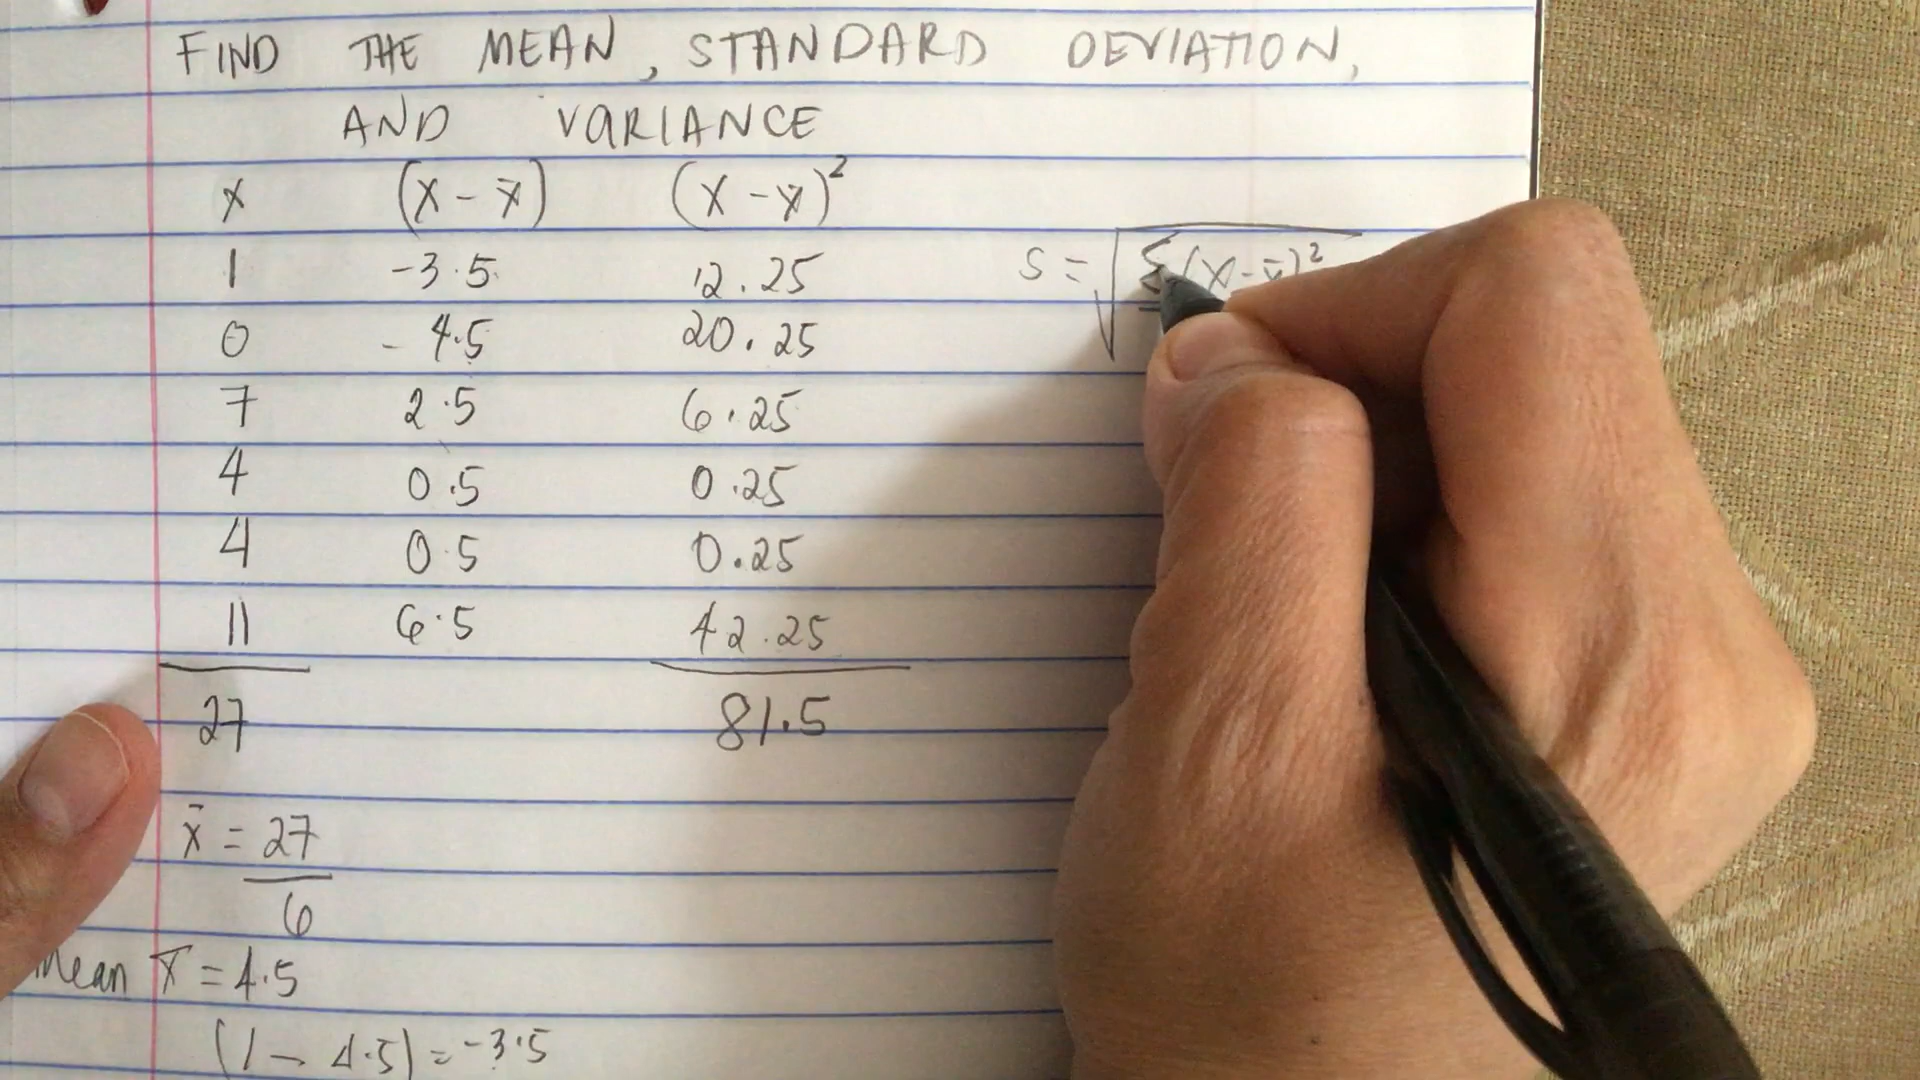 FIND THE MEAN, STANDARD DEVIATION,
AND VARIANCE
x (x - x̄) (x - x̄)²
1 -3.5 12.25
S = √Σ(x - x̄)²
0 - 4.5 20.25
7 2.5 6.25
4 0.5 0.25
4 0.5 0.25
11 6.5 42.25
27 81.5
x̄ = 27
6
Mean x̄ = 4.5
(1 - 4.5) = -3.5